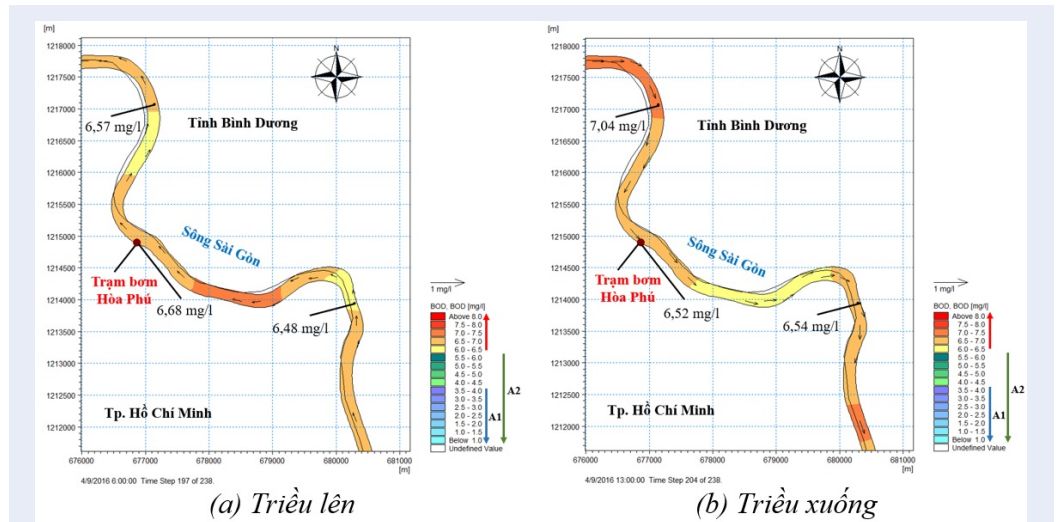 [m]
1218000
1217500
1217000
1216500
1216000
1215500
1215000
1214500
1214000
1213500
1213000
1212500
1212000
676000 677000 678000 679000 680000 681000
[m]
N
6,57 mg/l
Tỉnh Bình Dương
Sông Sài Gòn
Trạm bơm
Hòa Phú
6,68 mg/l
6,48 mg/l
Tp. Hồ Chí Minh
1 mg/l
BOD, BOD [mg/l]
Above 8.0
7.5 - 8.0
7.0 - 7.5
6.5 - 7.0
6.0 - 6.5
5.5 - 6.0
5.0 - 5.5
4.5 - 5.0
4.0 - 4.5
3.5 - 4.0
3.0 - 3.5
2.5 - 3.0
2.0 - 2.5
1.5 - 2.0
1.0 - 1.5
Below 1.0
Undefined Value
A1
A2
4/9/2016 6:00:00 Time Step 197 of 238.
(a) Triều lên
[m]
1218000
1217500
1217000
1216500
1216000
1215500
1215000
1214500
1214000
1213500
1213000
1212500
1212000
676000 677000 678000 679000 680000 681000
[m]
N
7,04 mg/l
Tỉnh Bình Dương
Sông Sài Gòn
Trạm bơm
Hòa Phú
6,52 mg/l
6,54 mg/l
Tp. Hồ Chí Minh
1 mg/l
BOD, BOD [mg/l]
Above 8.0
7.5 - 8.0
7.0 - 7.5
6.5 - 7.0
6.0 - 6.5
5.5 - 6.0
5.0 - 5.5
4.5 - 5.0
4.0 - 4.5
3.5 - 4.0
3.0 - 3.5
2.5 - 3.0
2.0 - 2.5
1.5 - 2.0
1.0 - 1.5
Below 1.0
Undefined Value
A1
A2
4/9/2016 13:00:00 Time Step 204 of 238.
(b) Triều xuống